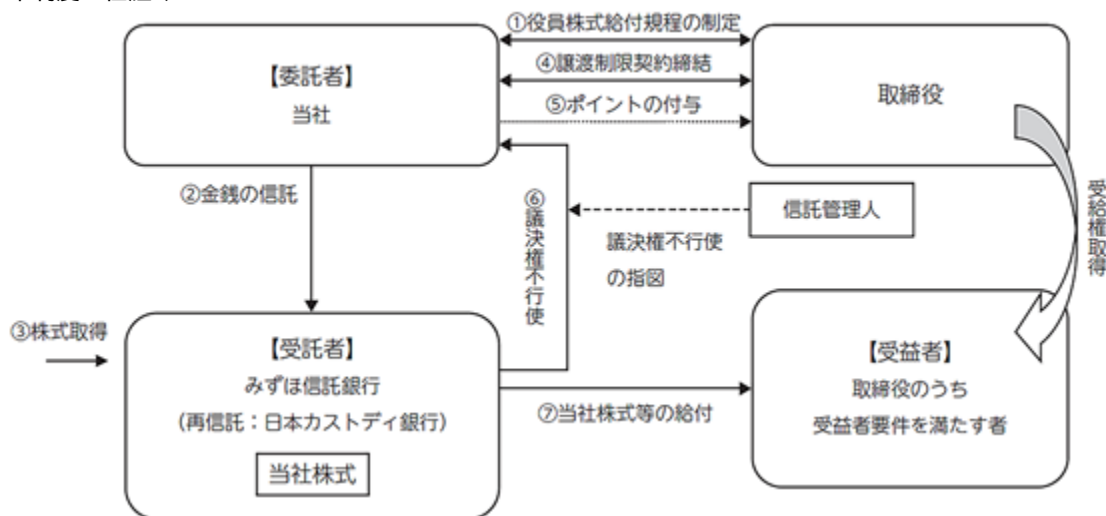 ①役員株式給付規程の制定
【委託者】
当社
④譲渡制限契約締結
⑤ポイントの付与
取締役
②金銭の信託
⑥議決権不行使
信託管理人
議決権不行使
の指図
受給権取得
③株式取得
【受託者】
みずほ信託銀行
(再信託：日本カストディ銀行)
当社株式
⑦当社株式等の給付
【受益者】
取締役のうち
受益者要件を満たす者